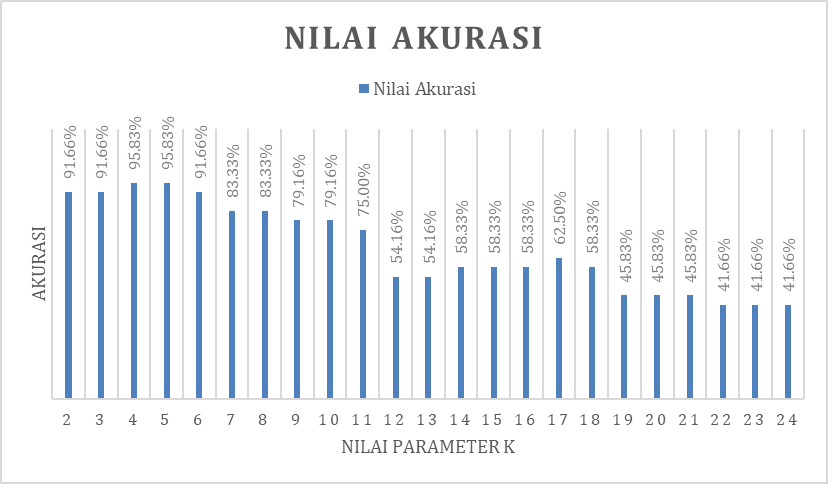 NILAI AKURASI
Nilai Akurasi
91.66% 91.66% 95.83% 95.83% 91.66% 83.33% 83.33% 79.16% 79.16% 75.00% 54.16% 54.16% 58.33% 58.33% 58.33% 62.50% 58.33% 45.83% 45.83% 45.83% 41.66% 41.66% 41.66%
AKURASI
2 3 4 5 6 7 8 9 10 11 12 13 14 15 16 17 18 19 20 21 22 23 24
NILAI PARAMETER K